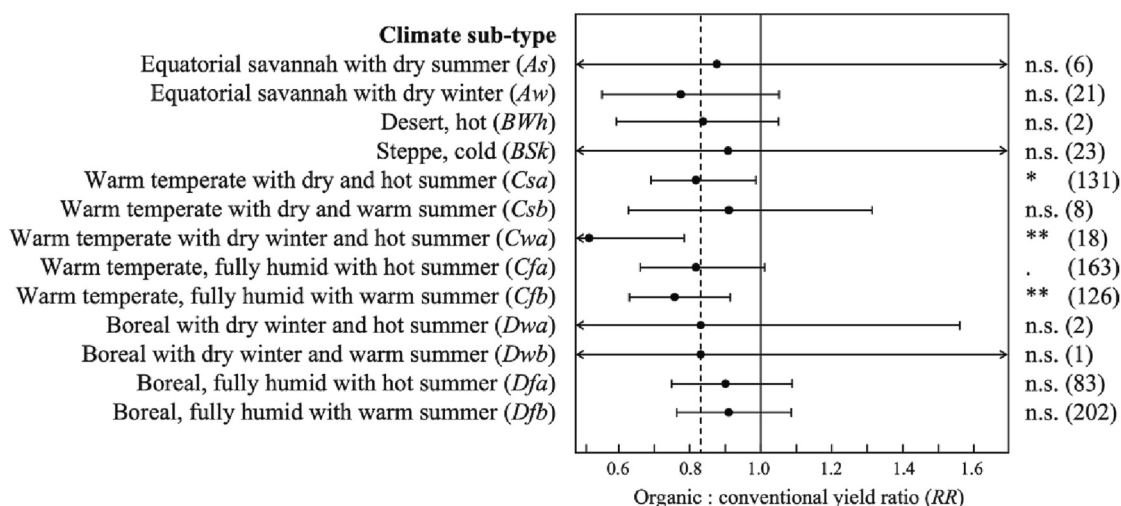 Climate sub-type
Equatorial savannah with dry summer (As) n.s. (6)
Equatorial savannah with dry winter (Aw) n.s. (21)
Desert, hot (BWh) n.s. (2)
Steppe, cold (BSk) n.s. (23)
Warm temperate with dry and hot summer (Csa) * (131)
Warm temperate with dry and warm summer (Csb) n.s. (8)
Warm temperate with dry winter and hot summer (Cwa) ** (18)
Warm temperate, fully humid with hot summer (Cfa) . (163)
Warm temperate, fully humid with warm summer (Cfb) ** (126)
Boreal with dry winter and hot summer (Dwa) n.s. (2)
Boreal with dry winter and warm summer (Dwb) n.s. (1)
Boreal, fully humid with hot summer (Dfa) n.s. (83)
Boreal, fully humid with warm summer (Dfb) n.s. (202)
0.6 0.8 1.0 1.2 1.4 1.6
Organic : conventional yield ratio (RR)